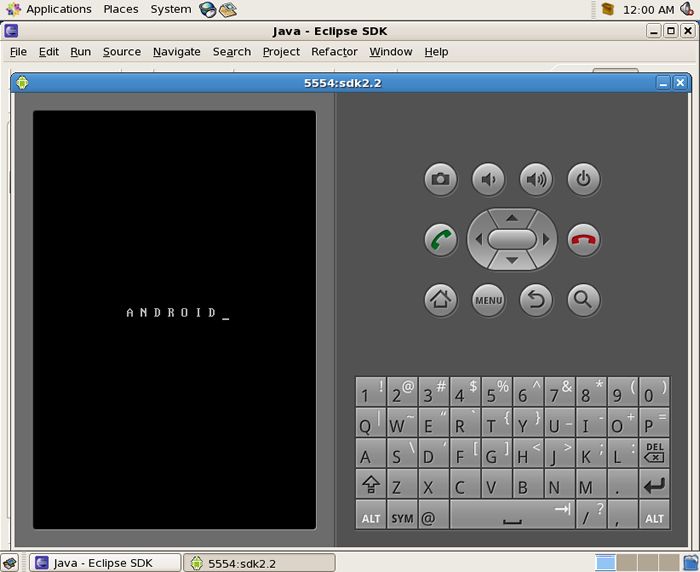 Applications Places System 12:00 AM
Java - Eclipse SDK
File Edit Run Source Navigate Search Project Refactor Window Help
5554:sdk2.2
ANDROID_
MENU
1 ! 2 @ 3 # 4 $ 5 % 6 ^ 7 & 8 * 9 ( 0 )
Q | W ~ E " R ` T { Y } U - I - O + P =
A S \ D ' F [ G ] H < J > K ; L : DEL
Z X C V B N M .
ALT SYM @ / ? , ALT
Java - Eclipse SDK 5554:sdk2.2